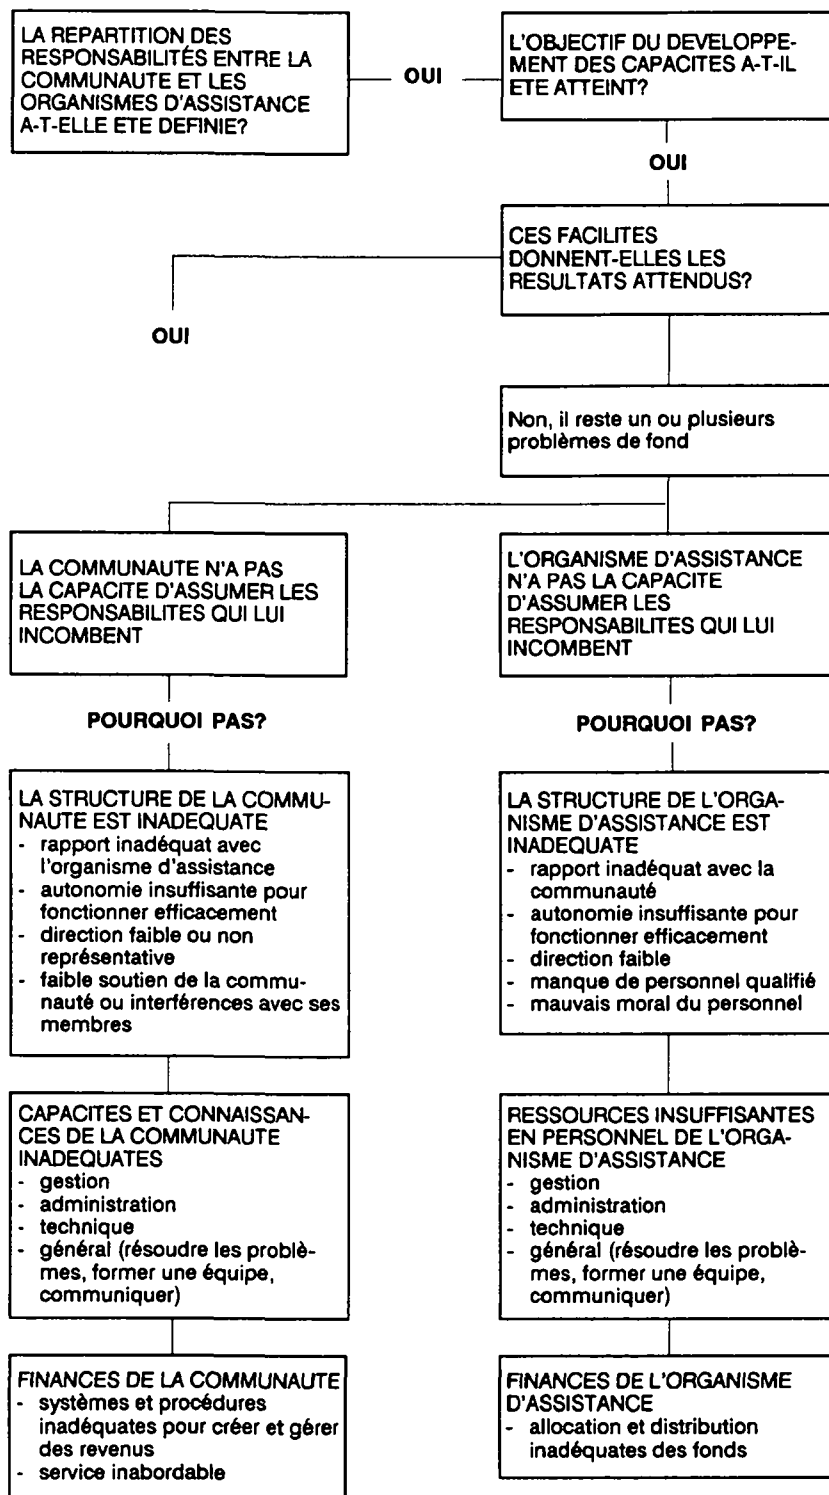 LA REPARTITION DES
RESPONSABILITÉS ENTRE LA
COMMUNAUTE ET LES
ORGANISMES D'ASSISTANCE
A-T-ELLE ETE DEFINIE?
OUI
L'OBJECTIF DU DEVELOPPE-
MENT DES CAPACITES A-T-IL
ETE ATTEINT?
OUI
CES FACILITES
DONNENT-ELLES LES
RESULTATS ATTENDUS?
OUI
Non, il reste un ou plusieurs
problèmes de fond
LA COMMUNAUTE N'A PAS
LA CAPACITE D'ASSUMER LES
RESPONSABILITES QUI LUI
INCOMBENT
L'ORGANISME D'ASSISTANCE
N'A PAS LA CAPACITE
D'ASSUMER LES
RESPONSABILITES QUI LUI
INCOMBENT
POURQUOI PAS?
POURQUOI PAS?
LA STRUCTURE DE LA COMMU-
NAUTE EST INADEQUATE
- rapport inadéquat avec
l'organisme d'assistance
- autonomie insuffisante pour
fonctionner efficacement
- direction faible ou non
représentative
- faible soutien de la commu-
nauté ou interférences avec ses
membres
LA STRUCTURE DE L'ORGA-
NISME D'ASSISTANCE EST
INADEQUATE
- rapport inadéquat avec la
communauté
- autonomie insuffisante pour
fonctionner efficacement
- direction faible
- manque de personnel qualifié
- mauvais moral du personnel
CAPACITES ET CONNAISSAN-
CES DE LA COMMUNAUTE
INADEQUATES
- gestion
- administration
- technique
- général (résoudre les problè-
mes, former une équipe,
communiquer)
RESSOURCES INSUFFISANTES
EN PERSONNEL DE L'ORGA-
NISME D'ASSISTANCE
- gestion
- administration
- technique
- général (résoudre les problè-
mes, former une équipe,
communiquer)
FINANCES DE LA COMMUNAUTE
- systèmes et procédures
inadéquates pour créer et gérer
des revenus
- service inabordable
FINANCES DE L'ORGANISME
D'ASSISTANCE
- allocation et distribution
inadéquates des fonds